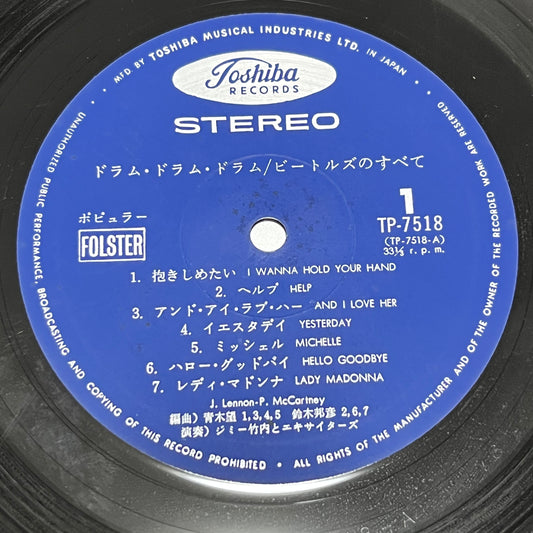 • MFD. BY TOSHIBA MUSICAL INDUSTRIES LTD. IN JAPAN •
Toshiba
RECORDS
STEREO
ドラム・ドラム・ドラム/ビートルズのすべて
ポピュラー
FOLSTER
1
TP-7518
(TP-7518-A)
33⅓ r. p. m.
1. 抱きしめたい I WANNA HOLD YOUR HAND
2. ヘルプ HELP
3. アンド・アイ・ラブ・ハー AND I LOVE HER
4. イエスタデイ YESTERDAY
5. ミッシェル MICHELLE
6. ハロー・グッドバイ HELLO GOODBYE
7. レディ・マドンナ LADY MADONNA
J. Lennon-P. McCartney
編曲) 青木望 1,3,4,5 鈴木邦彦 2,6,7
演奏) ジミー竹内とエキサイターズ
UNAUTHORIZED PUBLIC PERFORMANCE, BROADCASTING AND COPYING OF THIS RECORD PROHIBITED • ALL RIGHTS OF THE MANUFACTURER AND OF THE OWNER OF THE RECORDED WORK ARE RESERVED